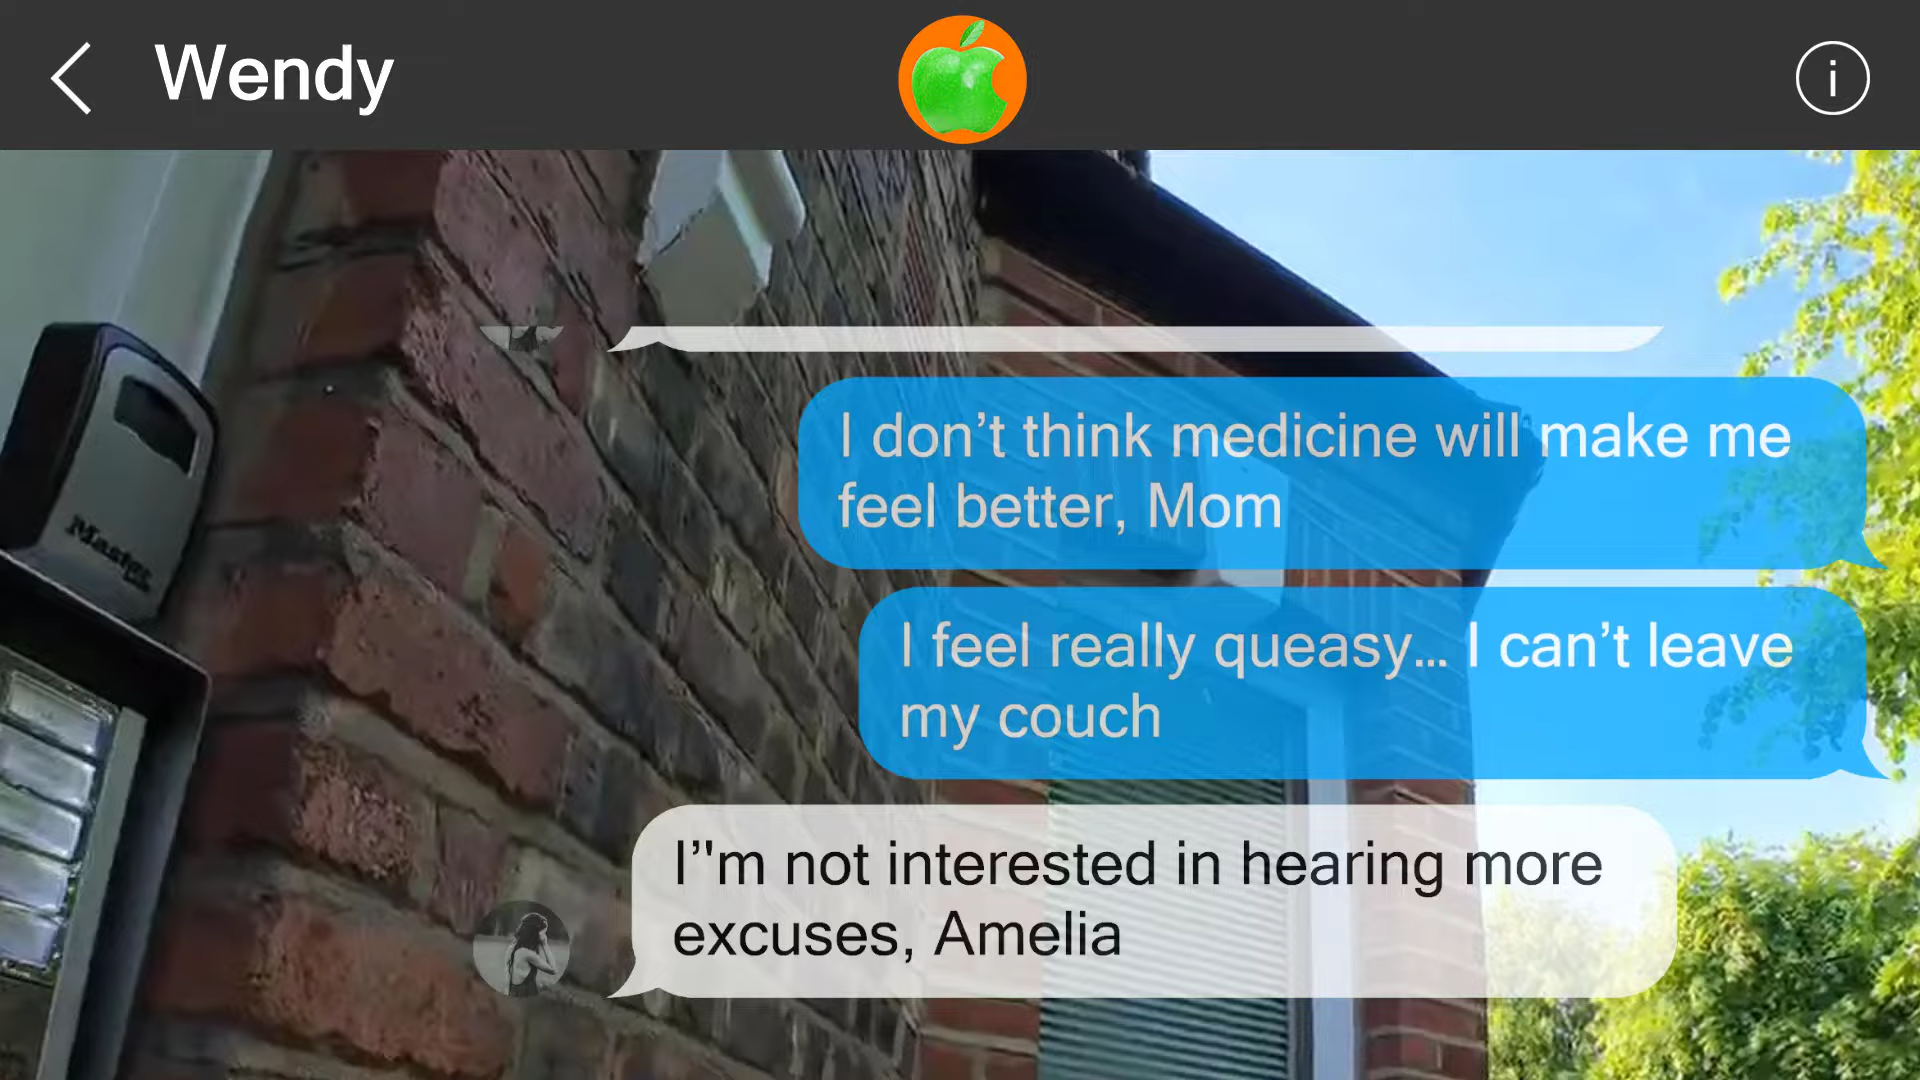 Wendy
i
I don’t think medicine will make me
feel better, Mom
I feel really queasy... I can’t leave
my couch
I’"m not interested in hearing more
excuses, Amelia
Master